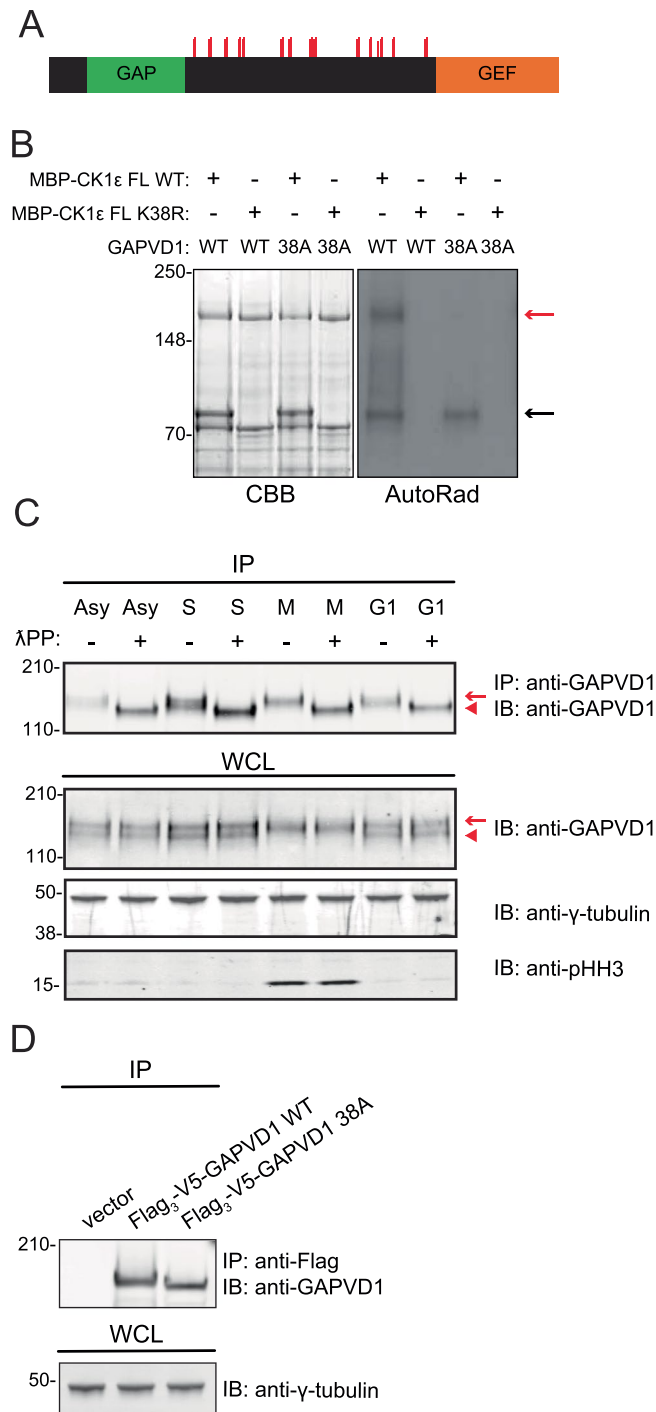 A
GAP GEF
B
MBP-CK1ε FL WT: + - + - + - + -
MBP-CK1ε FL K38R: - + - + - + - +
GAPVD1: WT WT 38A 38A WT WT 38A 38A
250-
148-
70-
CBB AutoRad
C
IP
Asy Asy S S M M G1 G1
λPP: - + - + - + - +
210-
IP: anti-GAPVD1
IB: anti-GAPVD1
110-
WCL
210-
IB: anti-GAPVD1
110-
50-
IB: anti-γ-tubulin
38-
IB: anti-pHH3
15-
D
IP
vector
Flag3-V5-GAPVD1 WT
Flag3-V5-GAPVD1 38A
210-
IP: anti-Flag
IB: anti-GAPVD1
WCL
50-
IB: anti-γ-tubulin